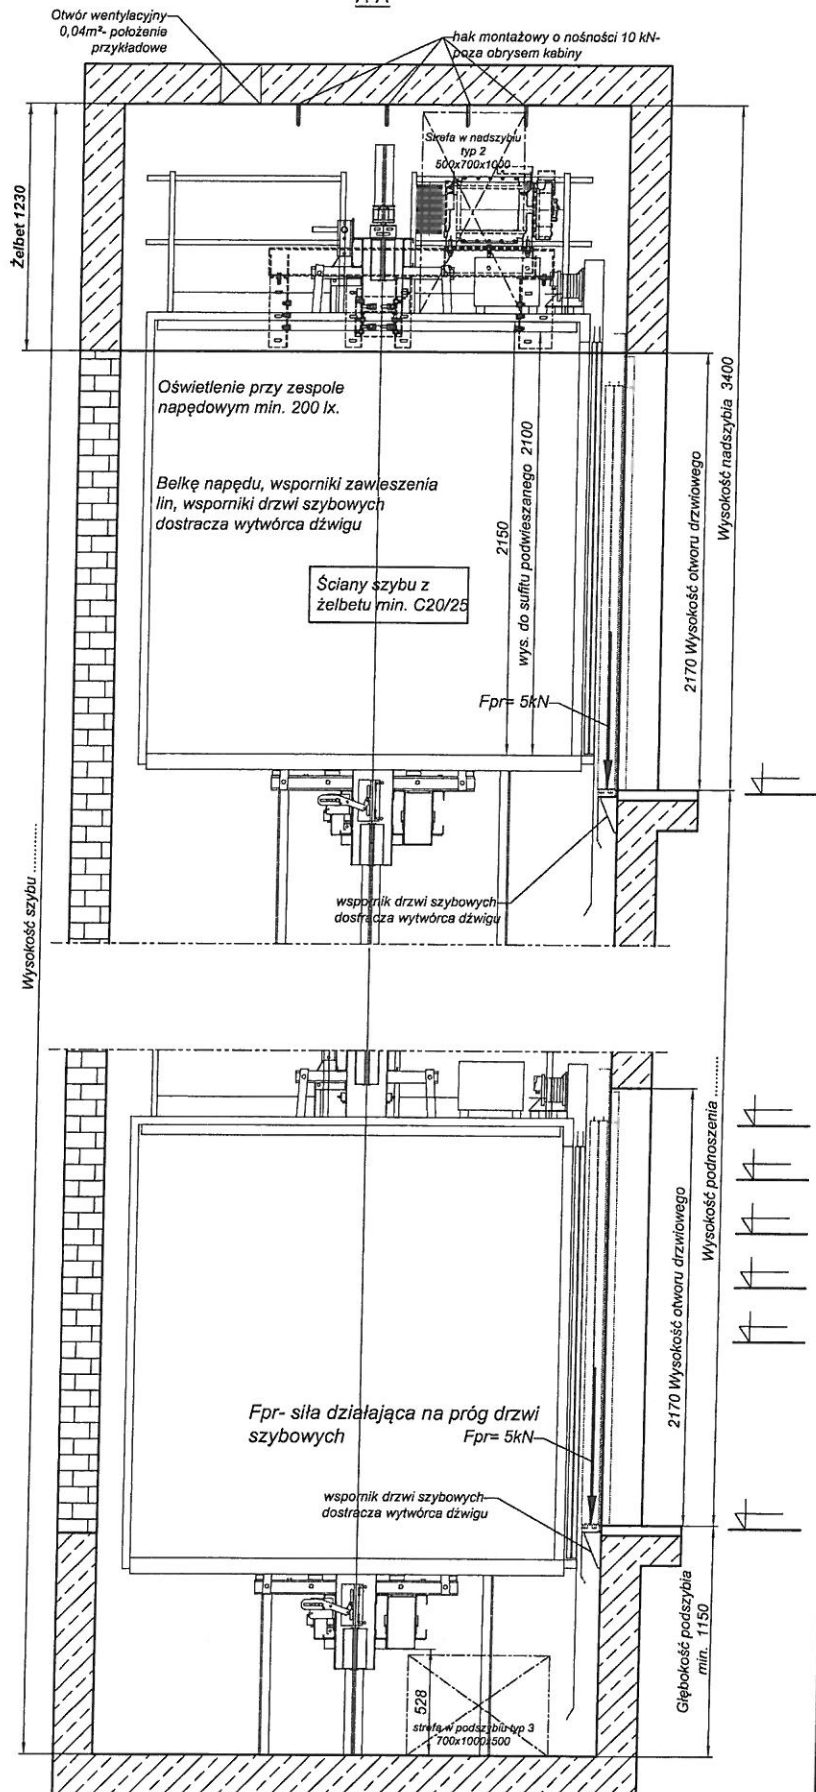 A-A
Otwór wentylacyjny
0,04m²- położenie
przykładowe
hak montażowy o nośności 10 kN-
poza obrysem kabiny
Strefa w nadszybiu
typ 2
500x700x1000
Żelbet 1230
Oświetlenie przy zespole
napędowym min. 200 lx.
Belkę napędu, wsporniki zawieszenia
lin, wsporniki drzwi szybowych
dostracza wytwórca dźwigu
Ściany szybu z
żelbetu min. C20/25
2150
wys. do sufitu podwieszanego 2100
2170 Wysokość otworu drzwiowego
Wysokość nadszybia 3400
Fpr= 5kN
wspornik drzwi szybowych
dostracza wytwórca dźwigu
Wysokość szybu ..............
Wysokość podnoszenia ..............
2170 Wysokość otworu drzwiowego
Fpr- siła działająca na próg drzwi
szybowych
Fpr= 5kN
wspornik drzwi szybowych
dostracza wytwórca dźwigu
Głębokość podszybia
min. 1150
528
strefa w podszybiu typ 3
700x1000x500